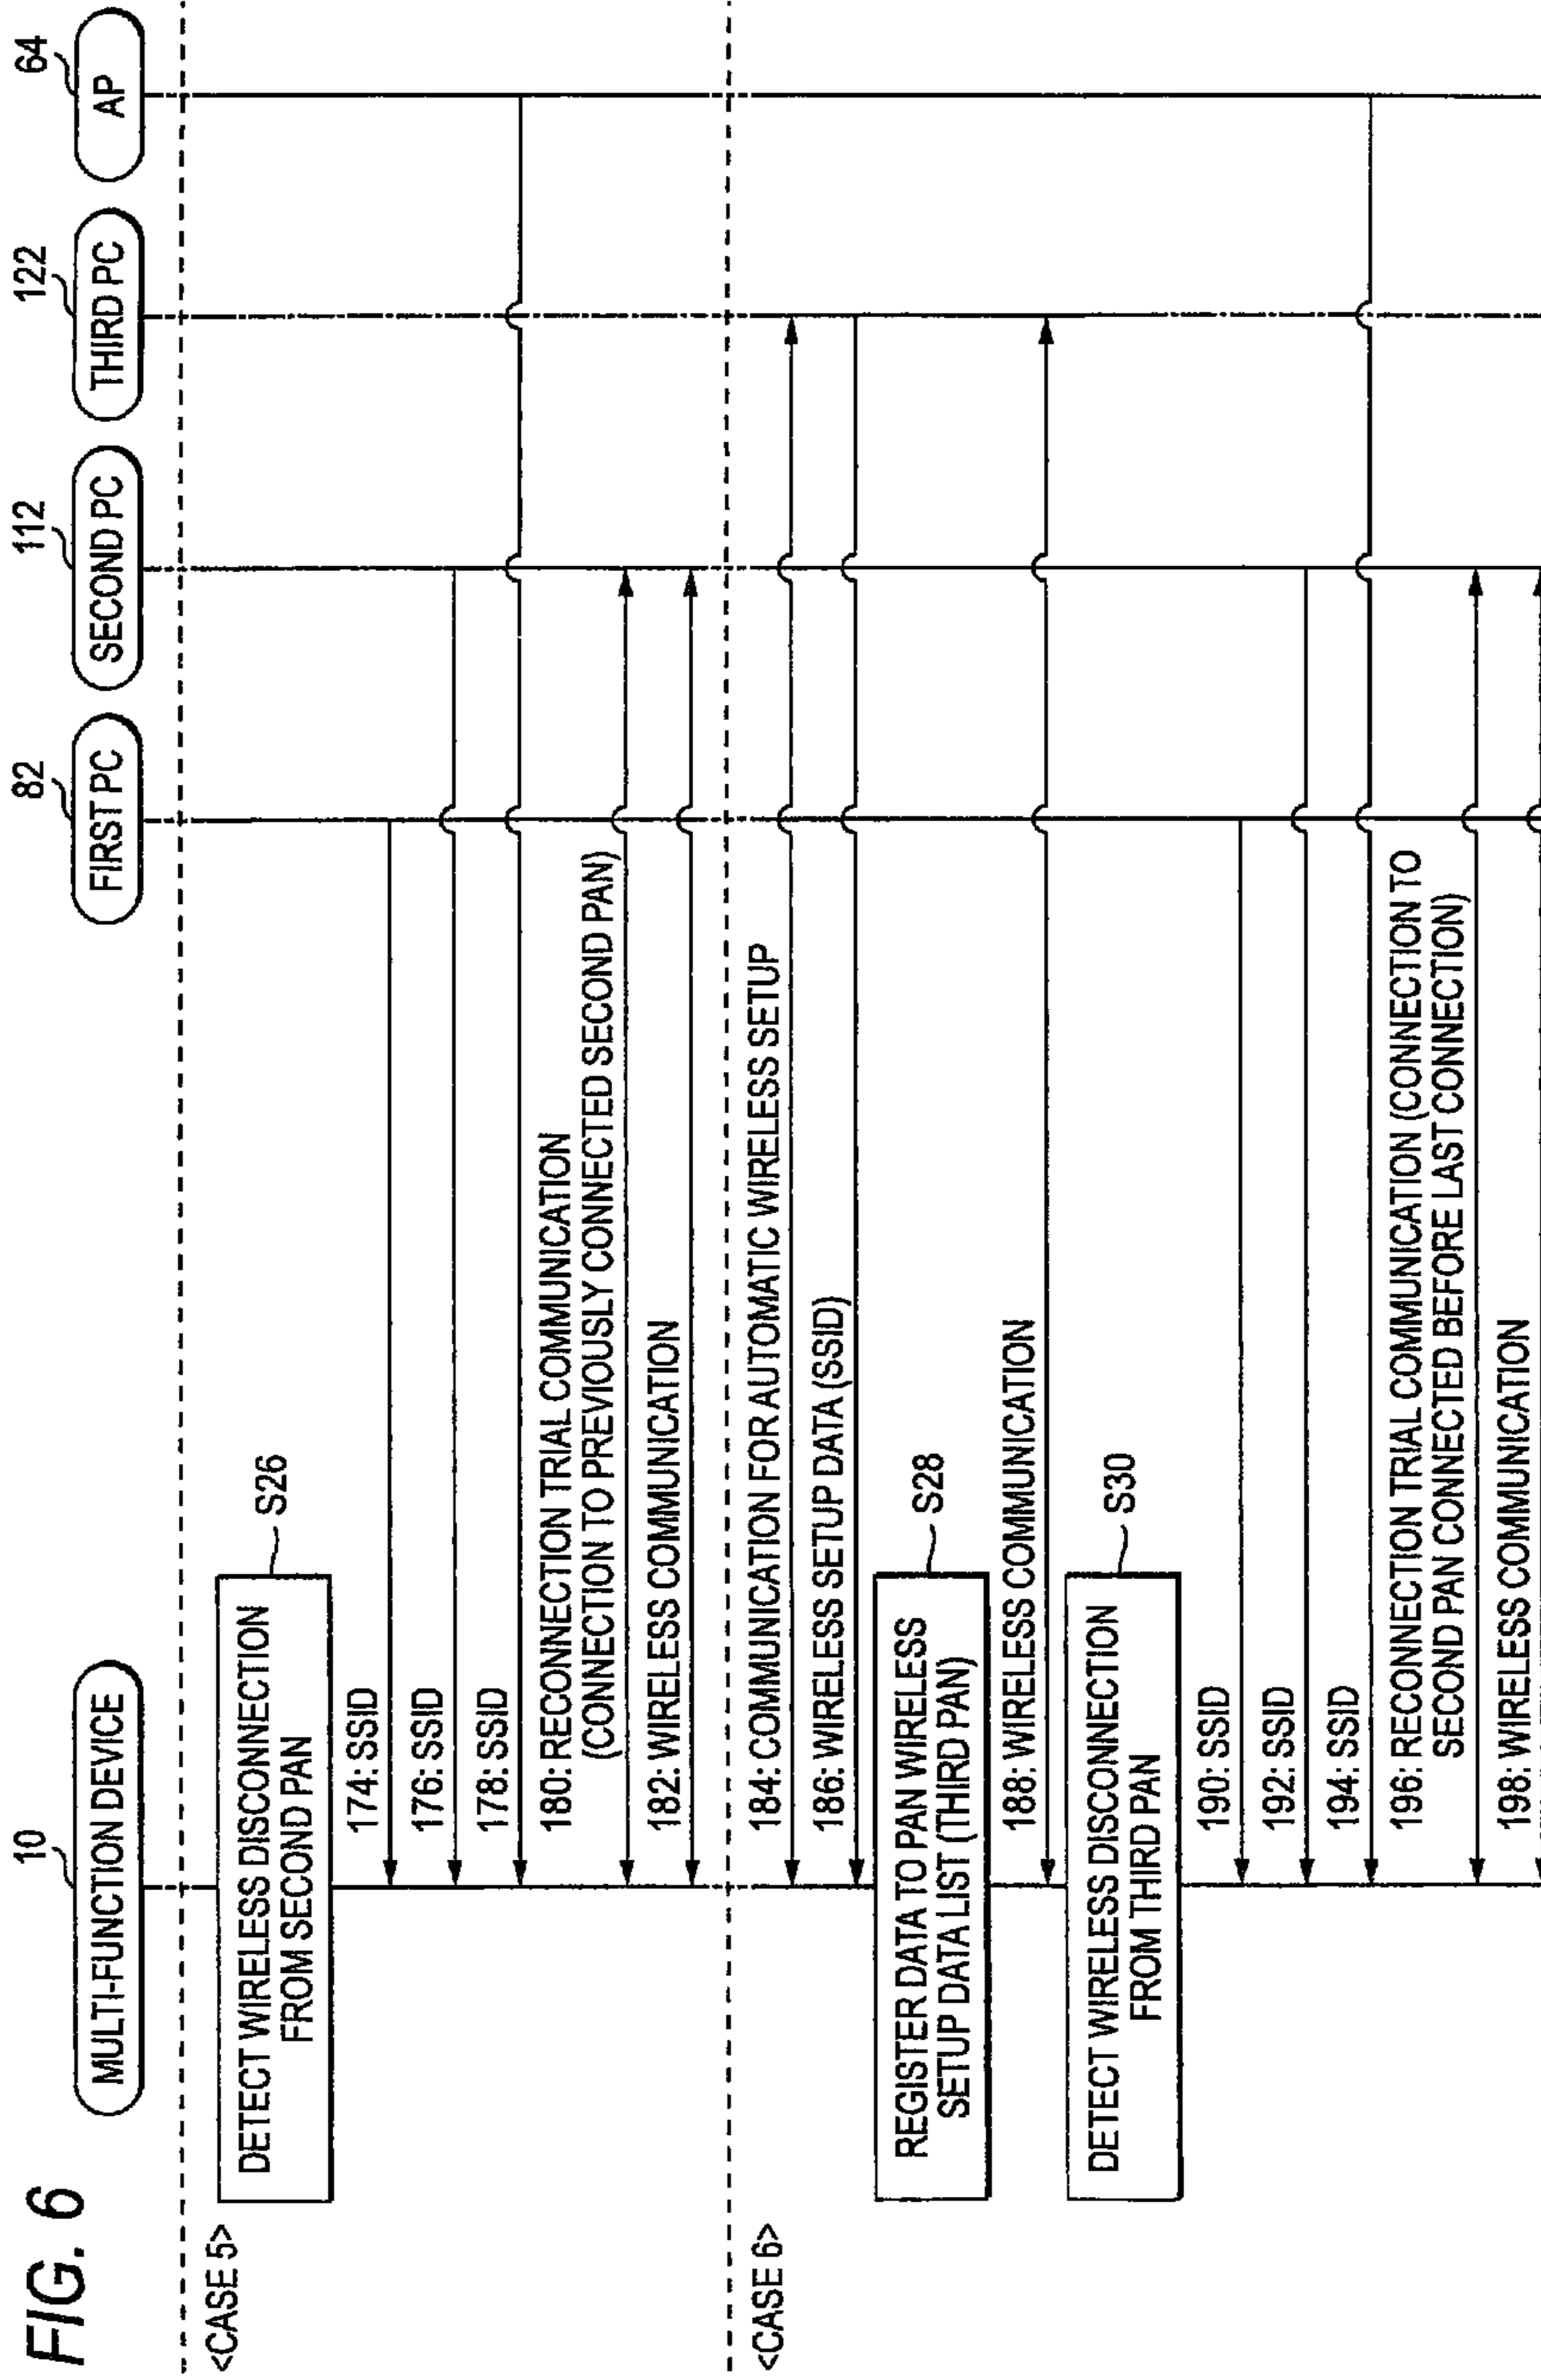 FIG. 6
10
82
112
122
64
MULTI-FUNCTION DEVICE
FIRST PC
SECOND PC
THIRD PC
AP
<CASE 5>
DETECT WIRELESS DISCONNECTION
FROM SECOND PAN
S26
174: SSID
176: SSID
178: SSID
180: RECONNECTION TRIAL COMMUNICATION
(CONNECTION TO PREVIOUSLY CONNECTED SECOND PAN)
182: WIRELESS COMMUNICATION
<CASE 6>
184: COMMUNICATION FOR AUTOMATIC WIRELESS SETUP
186: WIRELESS SETUP DATA (SSID)
REGISTER DATA TO PAN WIRELESS
SETUP DATA LIST (THIRD PAN)
S28
188: WIRELESS COMMUNICATION
DETECT WIRELESS DISCONNECTION
FROM THIRD PAN
S30
190: SSID
192: SSID
194: SSID
196: RECONNECTION TRIAL COMMUNICATION (CONNECTION TO
SECOND PAN CONNECTED BEFORE LAST CONNECTION)
198: WIRELESS COMMUNICATION